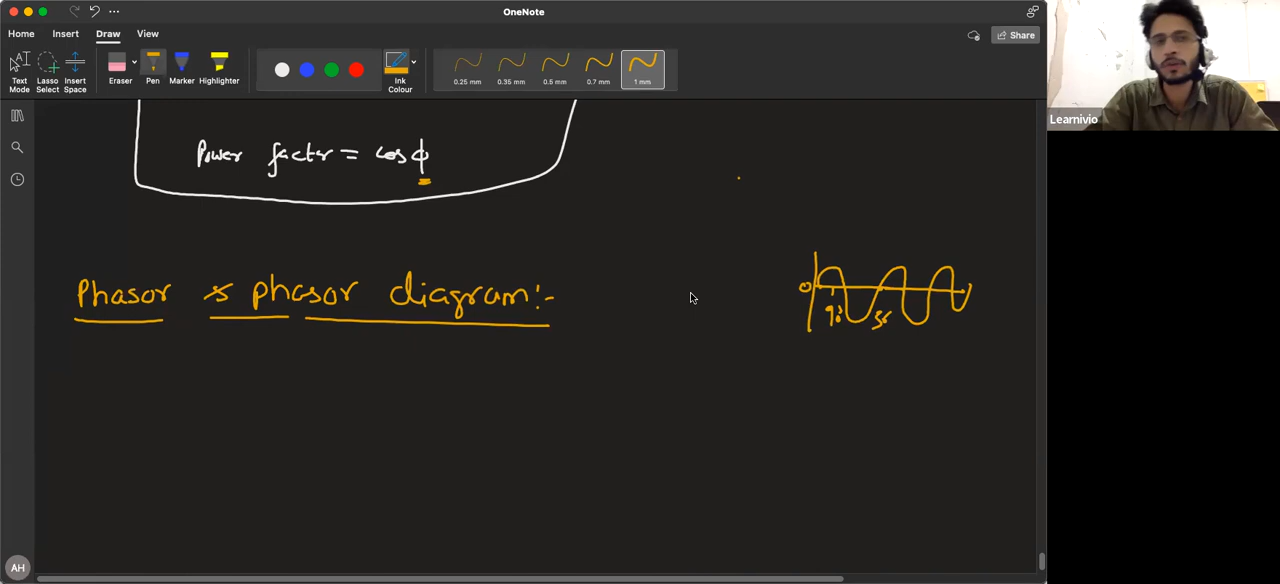 OneNote
Home Insert Draw View
Share
Text Mode
Lasso Select
Insert Space
Eraser
Pen
Marker
Highlighter
Ink Colour
0.25 mm 0.35 mm 0.5 mm 0.7 mm 1 mm
Learnivio
Power factor = cos ϕ
Phasor & phasor diagram:-
0
90°
AH